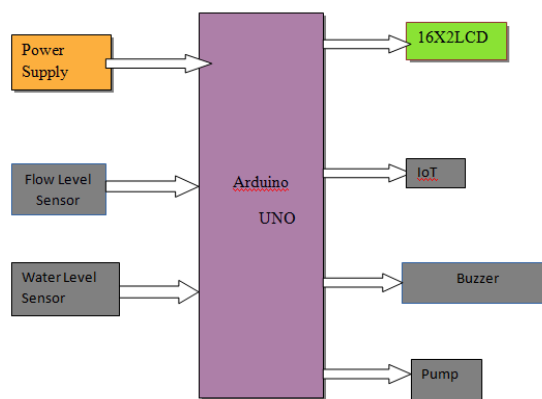 Power
Supply
16X2LCD
Flow Level
Sensor
Arduino
UNO
IoT
Water Level
Sensor
Buzzer
Pump